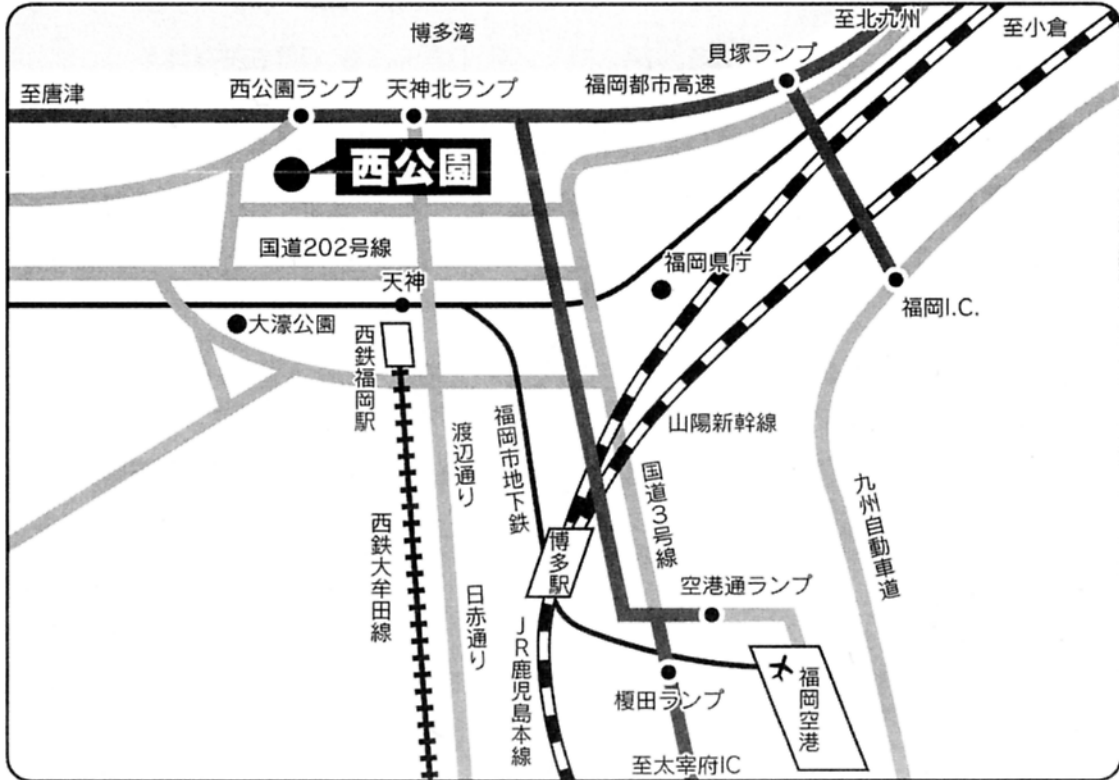 博多湾
至北九州
至小倉
貝塚ランプ
至唐津
西公園ランプ
天神北ランプ
福岡都市高速
西公園
国道202号線
天神
福岡県庁
大濠公園
福岡I.C.
西鉄福岡駅
渡辺通り
福岡市地下鉄
山陽新幹線
国道3号線
九州自動車道
西鉄大牟田線
博多駅
日赤通り
JR鹿児島本線
空港通ランプ
榎田ランプ
福岡空港
至太宰府IC